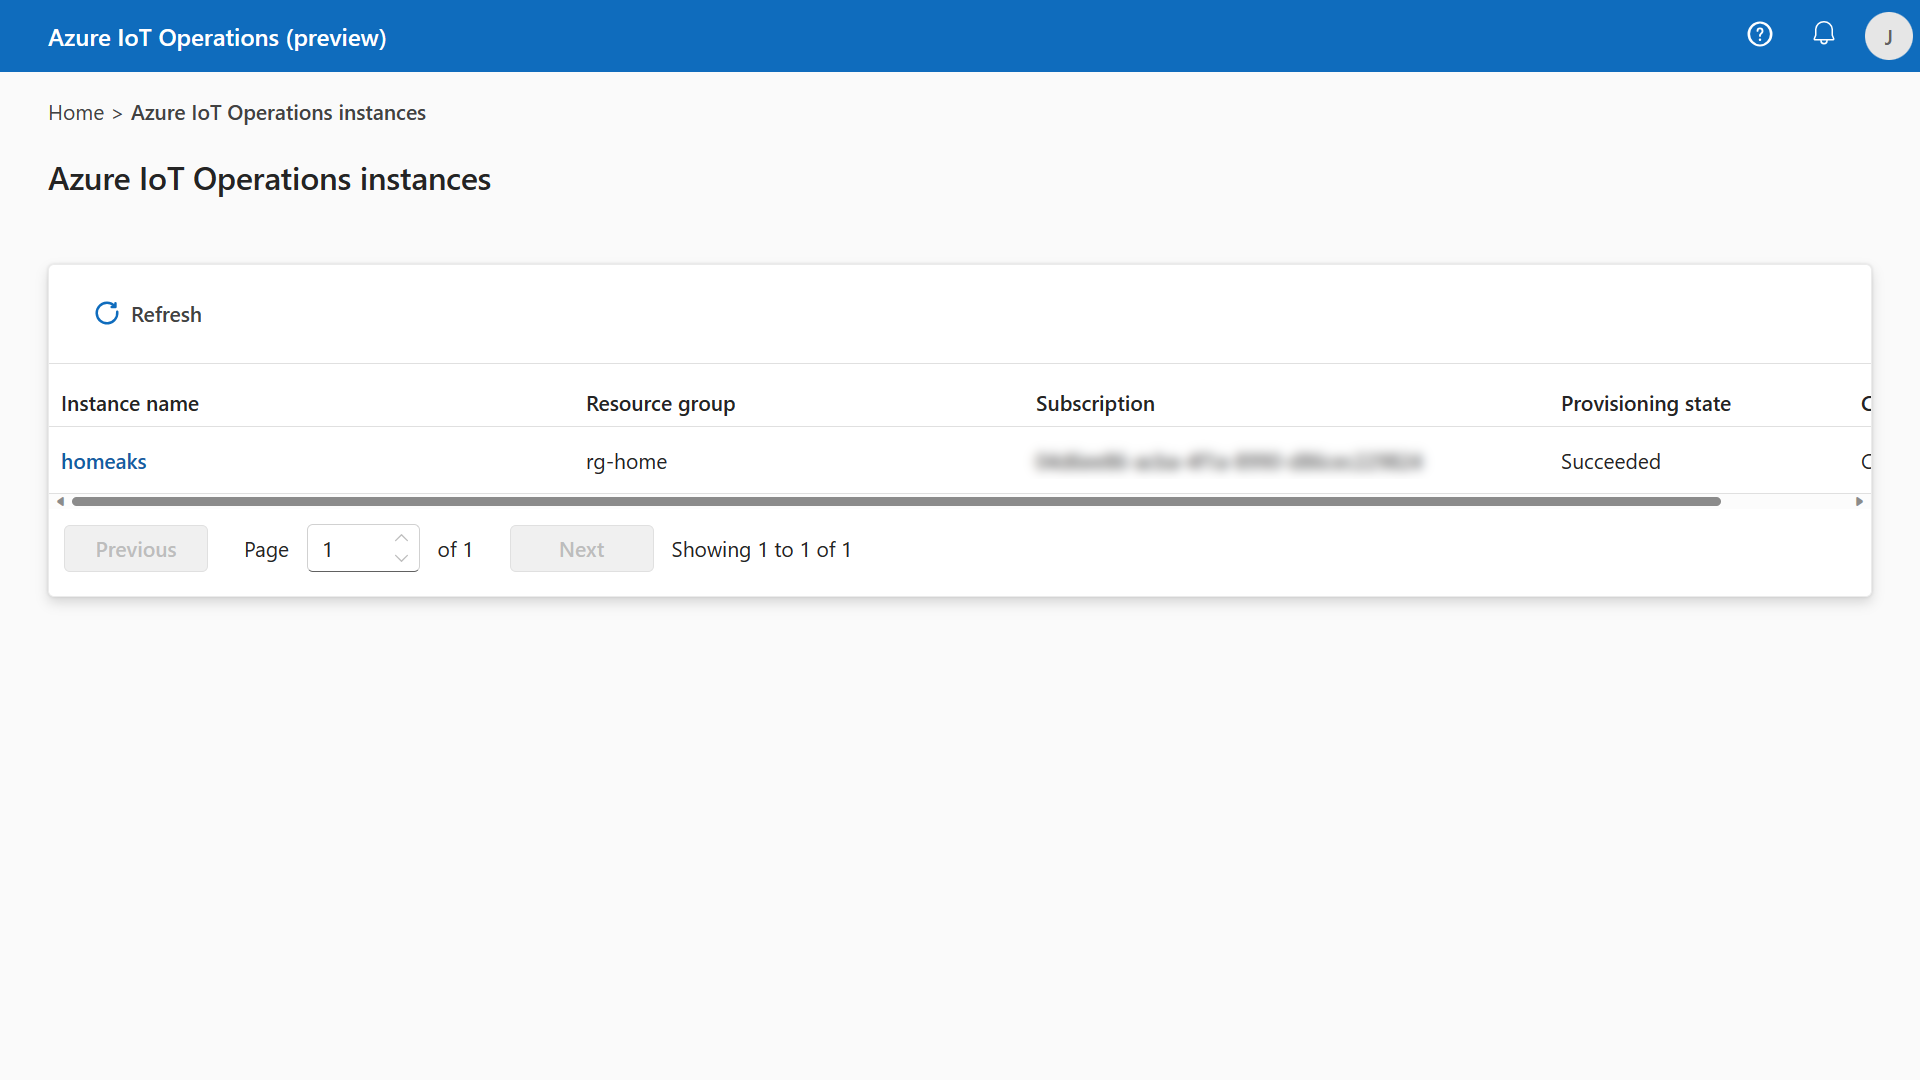 Azure IoT Operations (preview)
J
Home > Azure IoT Operations instances
Azure IoT Operations instances
Refresh
Instance name Resource group Subscription Provisioning state
homeaks rg-home Succeeded
Previous Page 1 of 1 Next Showing 1 to 1 of 1